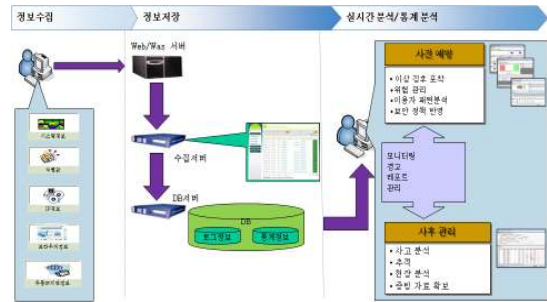 정보수집
정보저장
실시간 분석/통계 분석
Web/Was 서버
수집서버
DB서버
DB
로그정보
통계정보
사전 예방
•이상 징후 포착
•위험 관리
•이용자 패턴분석
•보안 정책 반영
모니터링
경고
레포트
관리
사후 관리
•사고 분석
•추적
•현장 분석
•증빙 자료 확보